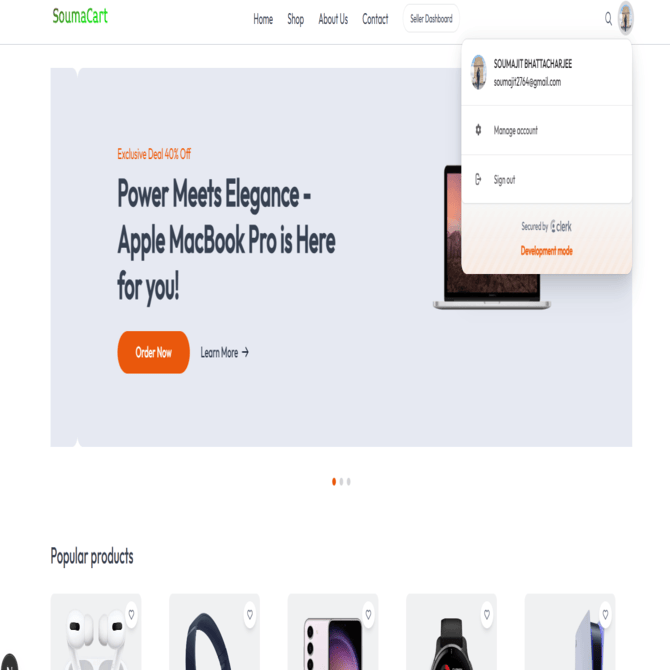 SoumaCart
Home Shop About Us Contact Seller Dashboard
SOUMAJIT BHATTACHARJEE
soumajit2764@gmail.com
Manage account
Sign out
Secured by clerk
Development mode
Exclusive Deal 40% Off
Power Meets Elegance -
Apple MacBook Pro is Here
for you!
Order Now Learn More →
Popular products